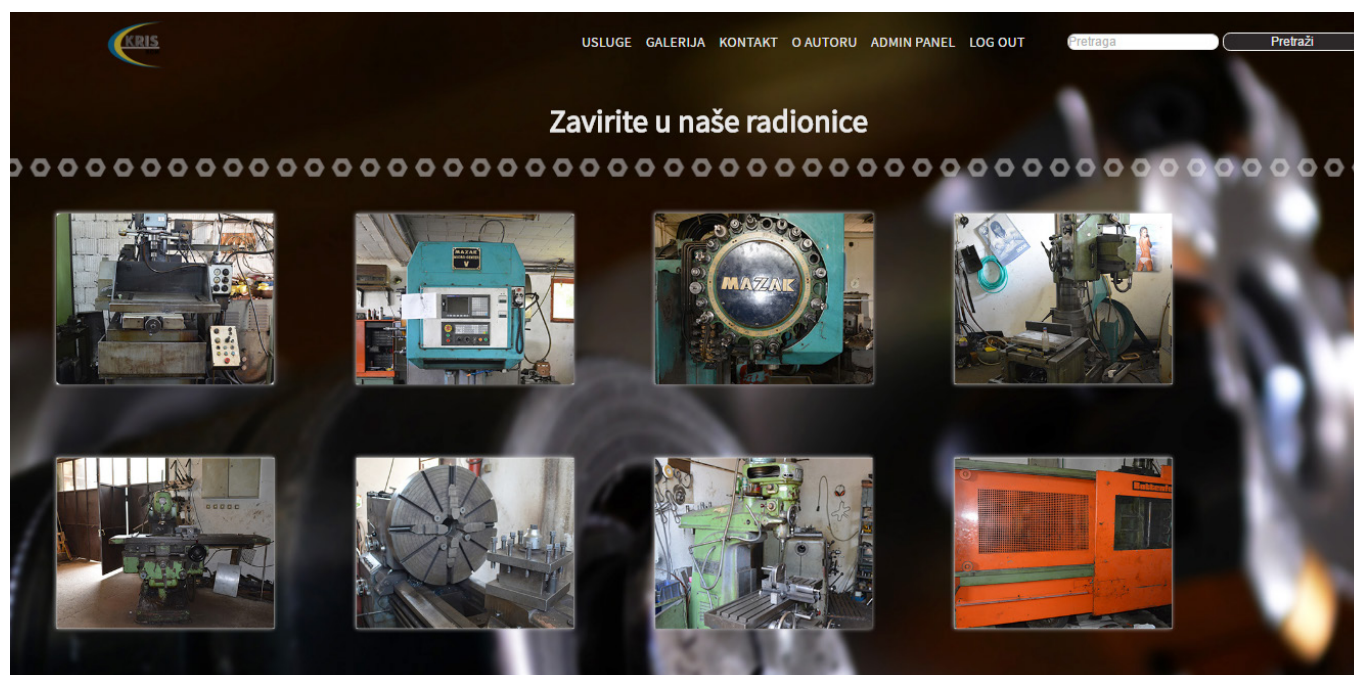 KRIS
USLUGE GALERIJA KONTAKT O AUTORU ADMIN PANEL LOG OUT
Pretraga
Pretraži
Zavirite u naše radionice
MAZAK
V
MAZAK